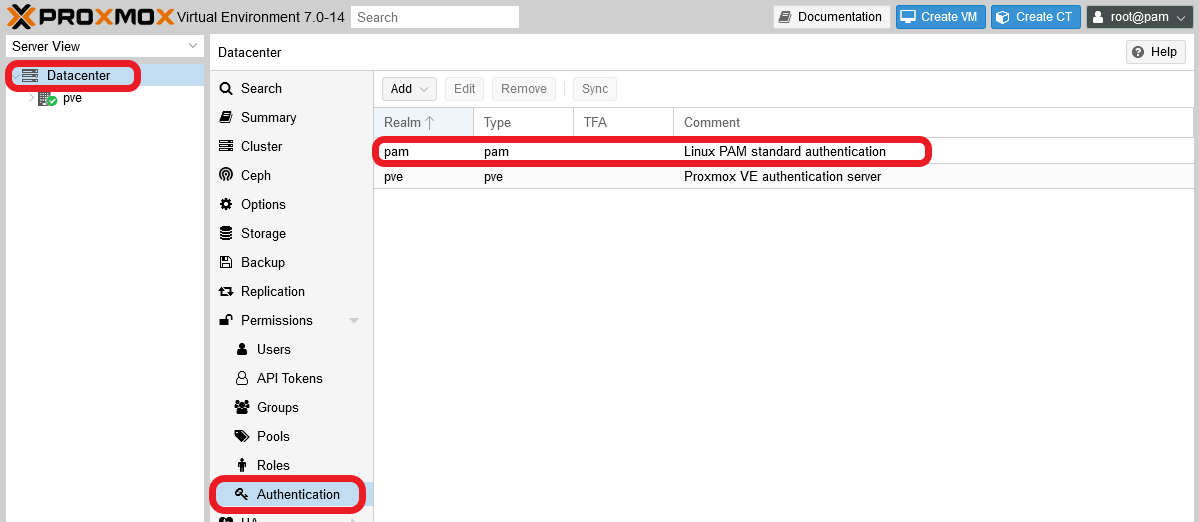 PROXMOX Virtual Environment 7.0-14 Search Documentation Create VM Create CT root@pam
Server View
Datacenter
pve
Datacenter Help
Search
Summary
Cluster
Ceph
Options
Storage
Backup
Replication
Permissions
Users
API Tokens
Groups
Pools
Roles
Authentication
HA
Add Edit Remove Sync
Realm Type TFA Comment
pam pam Linux PAM standard authentication
pve pve Proxmox VE authentication server